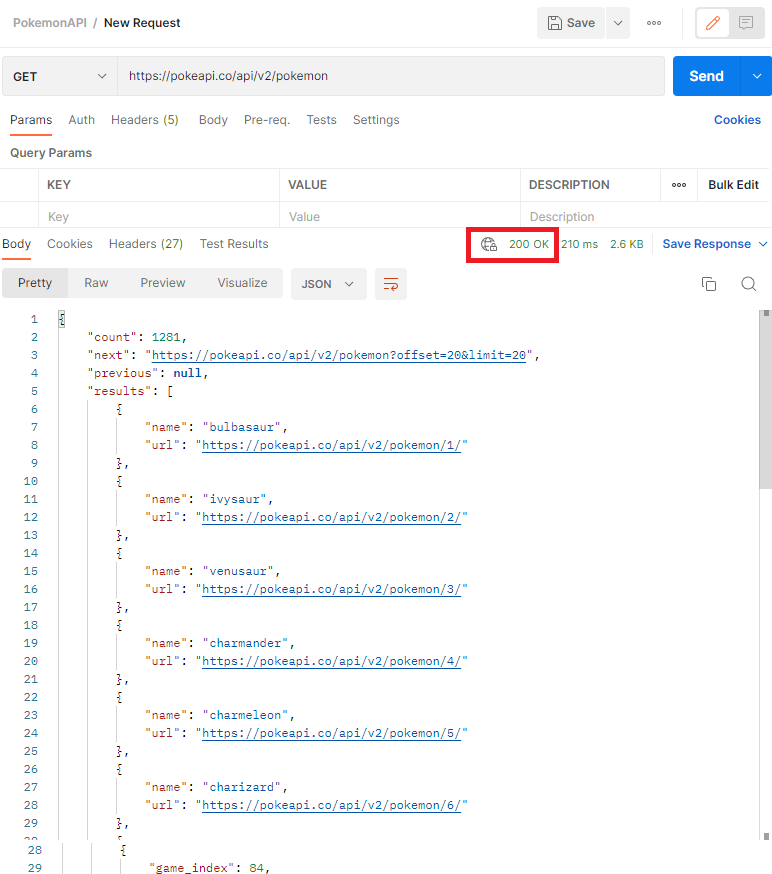 PokemonAPI / New Request Save
GET https://pokeapi.co/api/v2/pokemon Send
Params Auth Headers (5) Body Pre-req. Tests Settings Cookies
Query Params
KEY VALUE DESCRIPTION Bulk Edit
Key Value Description
Body Cookies Headers (27) Test Results 200 OK 210 ms 2.6 KB Save Response
Pretty Raw Preview Visualize JSON
1 {
2 "count": 1281,
3 "next": "https://pokeapi.co/api/v2/pokemon?offset=20&limit=20",
4 "previous": null,
5 "results": [
6 {
7 "name": "bulbasaur",
8 "url": "https://pokeapi.co/api/v2/pokemon/1/"
9 },
10 {
11 "name": "ivysaur",
12 "url": "https://pokeapi.co/api/v2/pokemon/2/"
13 },
14 {
15 "name": "venusaur",
16 "url": "https://pokeapi.co/api/v2/pokemon/3/"
17 },
18 {
19 "name": "charmander",
20 "url": "https://pokeapi.co/api/v2/pokemon/4/"
21 },
22 {
23 "name": "charmeleon",
24 "url": "https://pokeapi.co/api/v2/pokemon/5/"
25 },
26 {
27 "name": "charizard",
28 "url": "https://pokeapi.co/api/v2/pokemon/6/"
29 },
28 {
29 "game_index": 84,